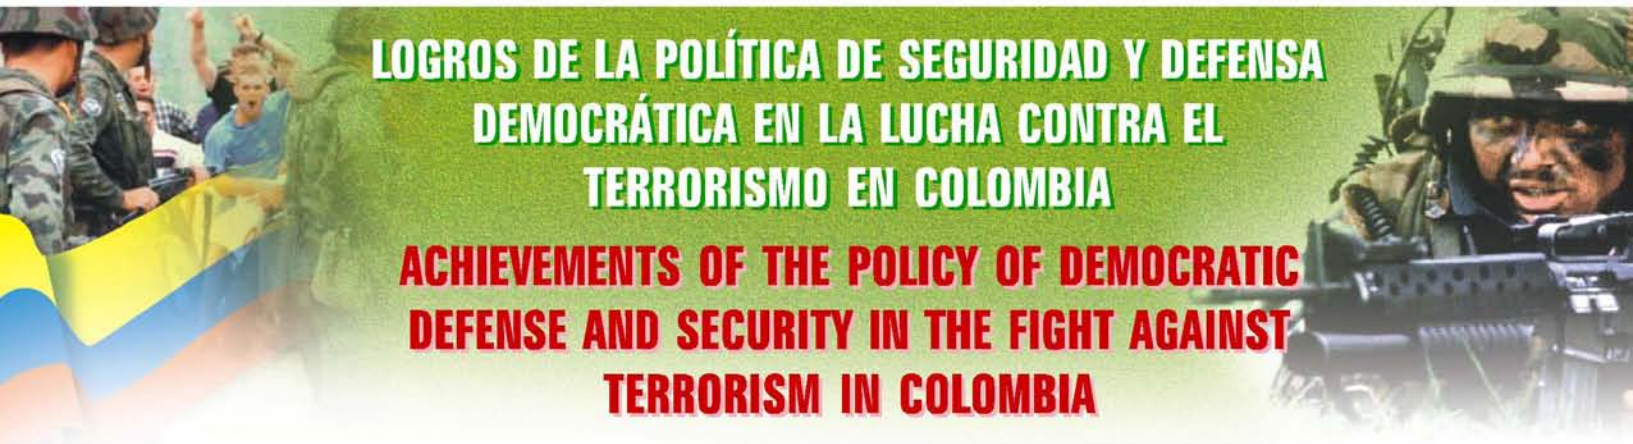 LOGROS DE LA POLÍTICA DE SEGURIDAD Y DEFENSA
DEMOCRÁTICA EN LA LUCHA CONTRA EL
TERRORISMO EN COLOMBIA
ACHIEVEMENTS OF THE POLICY OF DEMOCRATIC
DEFENSE AND SECURITY IN THE FIGHT AGAINST
TERRORISM IN COLOMBIA